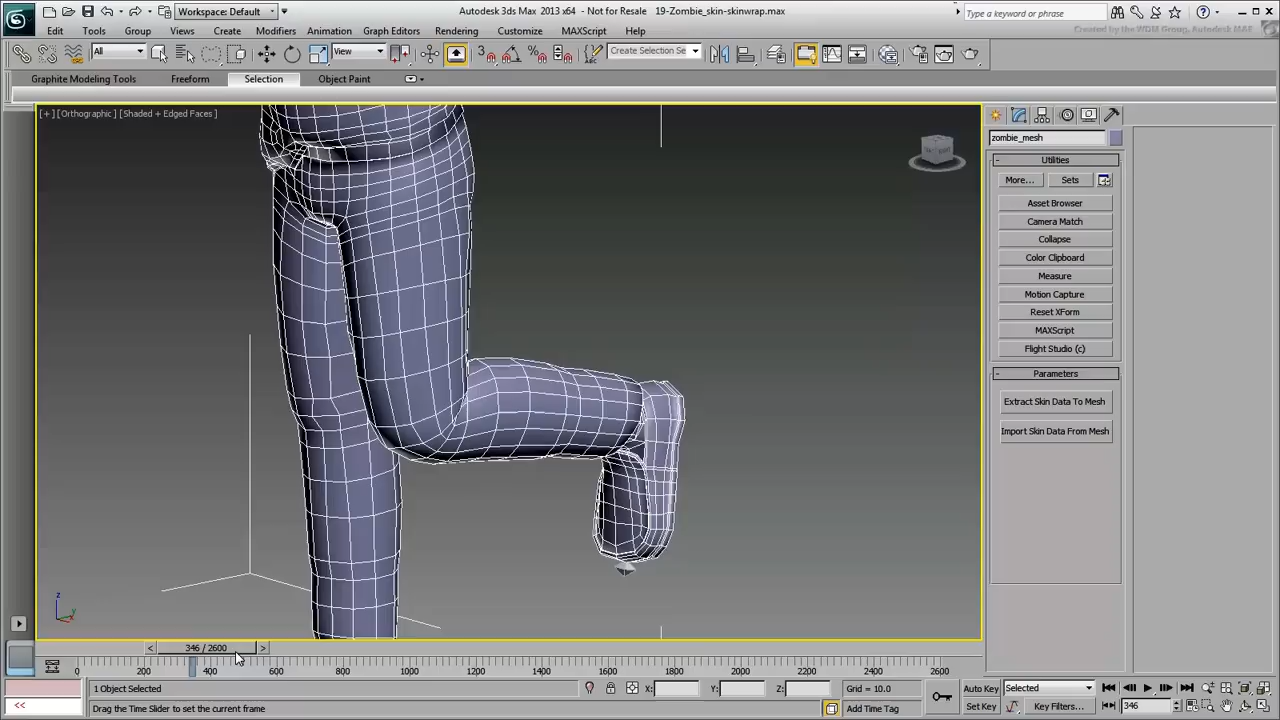 Workspace: Default
Autodesk 3ds Max 2013 x64 - Not for Resale 19-Zombie_skin-skinwrap.max
Type a keyword or phrase
Edit Tools Group Views Create Modifiers Animation Graph Editors Rendering Customize MAXScript Help
Created by the WDM Group, Autodesk M&E
All
View
Create Selection Se
Graphite Modeling Tools Freeform Selection Object Paint
[+] [Orthographic] [Shaded + Edged Faces]
zombie_mesh
- Utilities
More... Sets
Asset Browser
Camera Match
Collapse
Color Clipboard
Measure
Motion Capture
Reset XForm
MAXScript
Flight Studio (c)
- Parameters
Extract Skin Data To Mesh
Import Skin Data From Mesh
z
y
< 346 / 2600 >
0 200 400 600 800 1000 1200 1400 1600 1800 2000 2200 2400 2600
1 Object Selected
X: Y: Z:
Grid = 10.0
Auto Key Selected
<<
Drag the Time Slider to set the current frame
Add Time Tag
Set Key Key Filters...
346